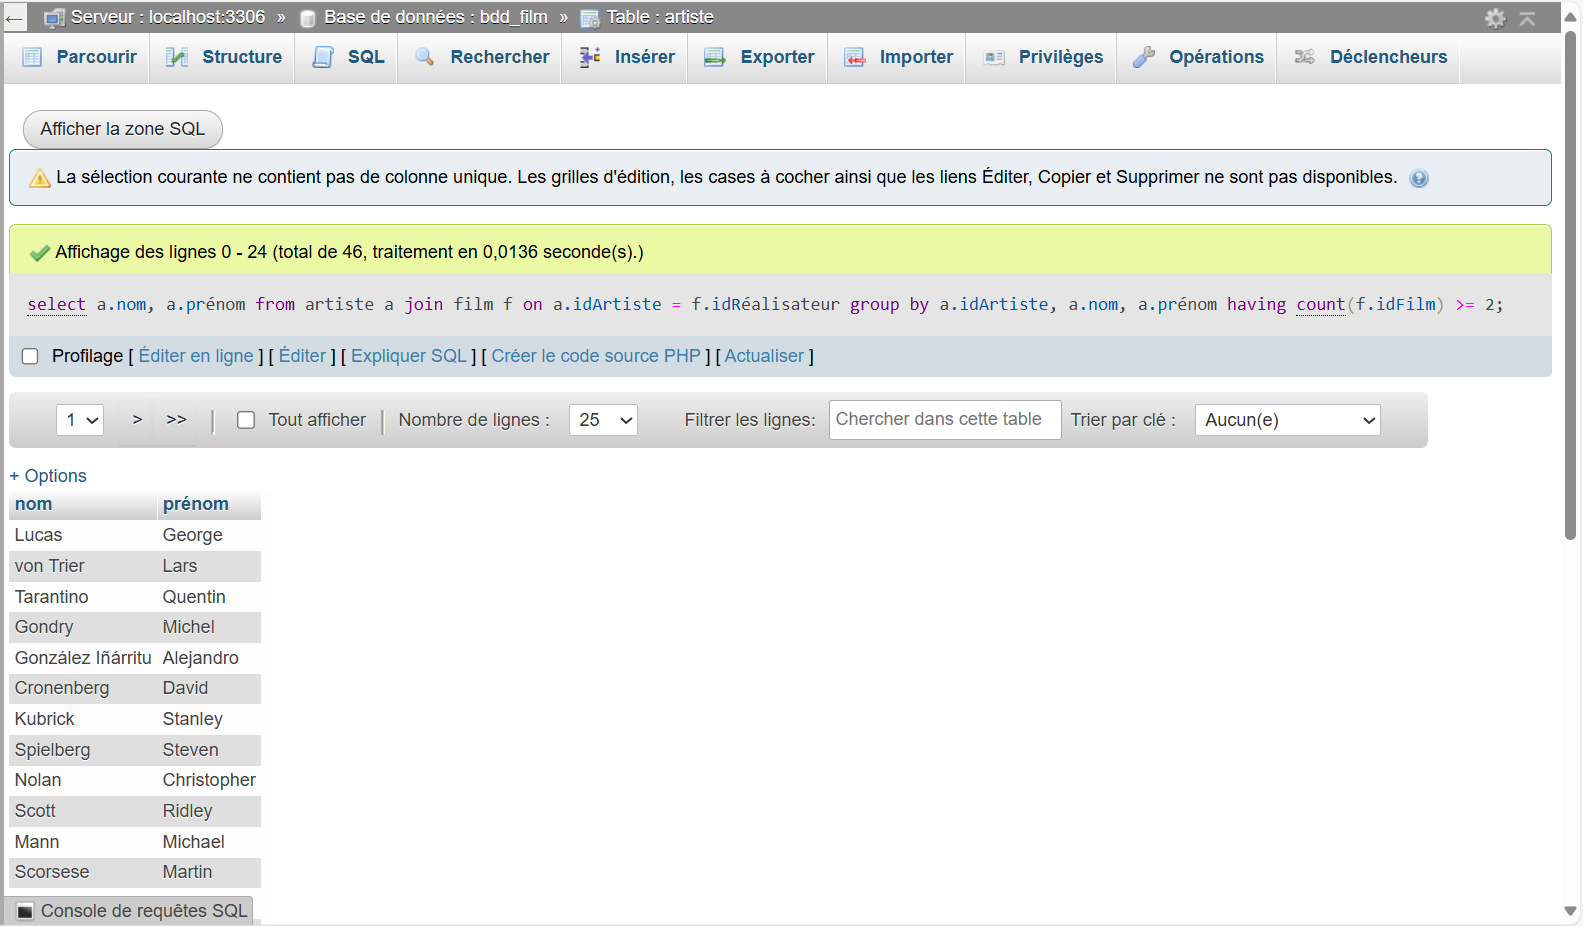 Serveur : localhost:3306 » Base de données : bdd_film » Table : artiste
Parcourir Structure SQL Rechercher Insérer Exporter Importer Privilèges Opérations Déclencheurs
Afficher la zone SQL
La sélection courante ne contient pas de colonne unique. Les grilles d'édition, les cases à cocher ainsi que les liens Éditer, Copier et Supprimer ne sont pas disponibles.
Affichage des lignes 0 - 24 (total de 46, traitement en 0,0136 seconde(s).)
select a.nom, a.prénom from artiste a join film f on a.idArtiste = f.idRéalisateur group by a.idArtiste, a.nom, a.prénom having count(f.idFilm) >= 2;
Profilage [ Éditer en ligne ] [ Éditer ] [ Expliquer SQL ] [ Créer le code source PHP ] [ Actualiser ]
1 > >> | Tout afficher | Nombre de lignes : 25 Filtrer les lignes: Chercher dans cette table Trier par clé : Aucun(e)
+ Options
nom prénom
Lucas George
von Trier Lars
Tarantino Quentin
Gondry Michel
González Iñárritu Alejandro
Cronenberg David
Kubrick Stanley
Spielberg Steven
Nolan Christopher
Scott Ridley
Mann Michael
Scorsese Martin
Console de requêtes SQL